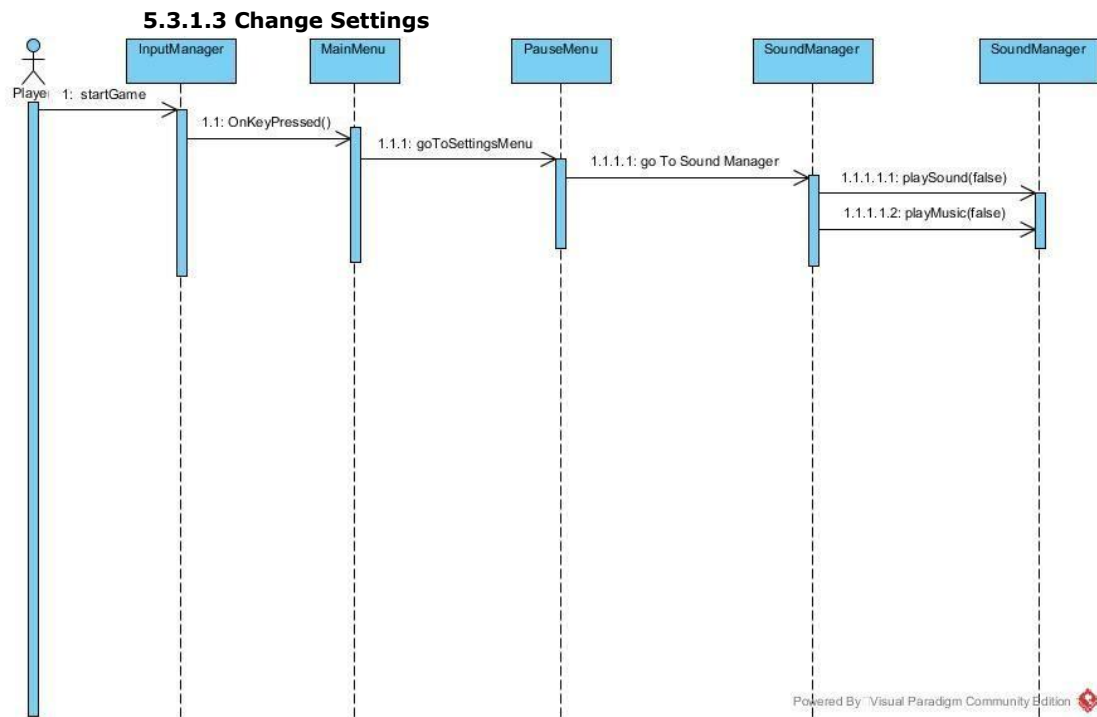 5.3.1.3 Change Settings
InputManager
MainMenu
PauseMenu
SoundManager
SoundManager
Player
1: startGame
1.1: OnKeyPressed()
1.1.1: goToSettingsMenu
1.1.1.1: go To Sound Manager
1.1.1.1.1: playSound(false)
1.1.1.1.2: playMusic(false)
Powered By Visual Paradigm Community Edition